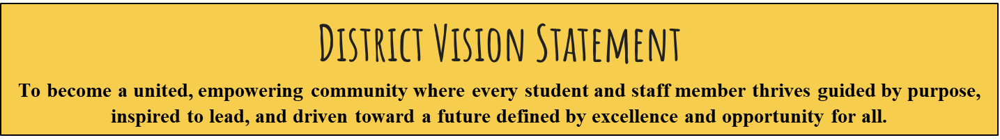 District Vision Statement
To become a united, empowering community where every student and staff member thrives guided by purpose,
inspired to lead, and driven toward a future defined by excellence and opportunity for all.